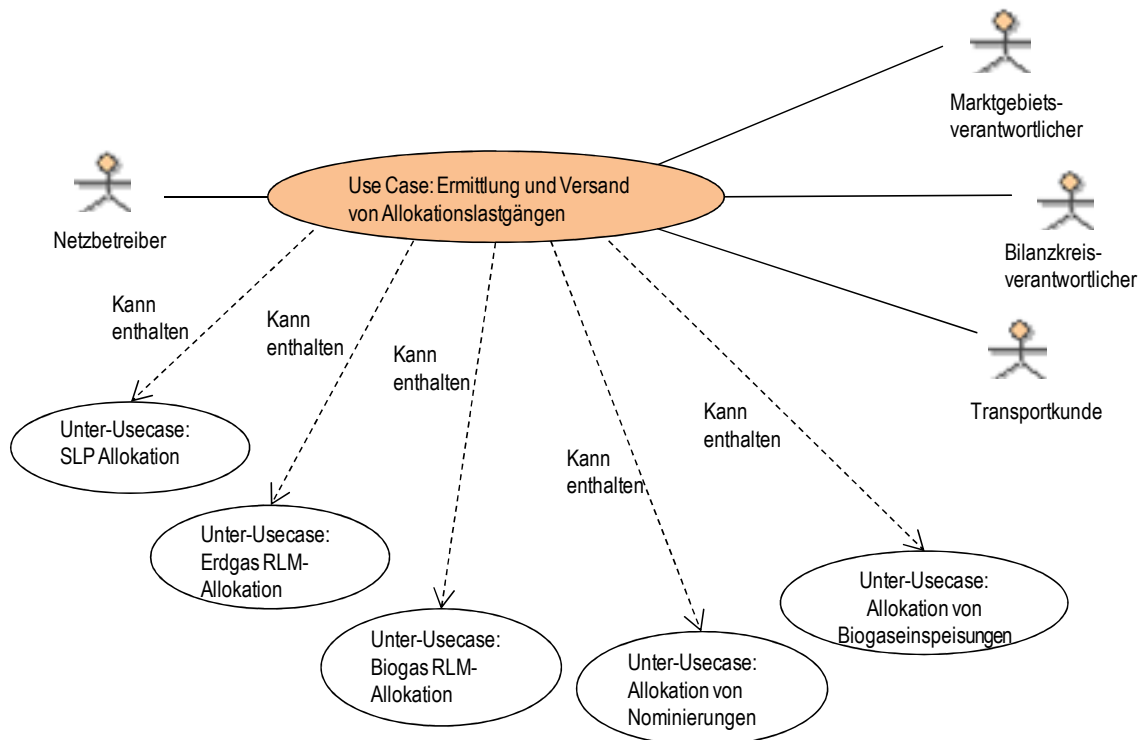 Marktgebiets-
verantwortlicher
Use Case: Ermittlung und Versand
von Allokationslastgängen
Netzbetreiber
Bilanzkreis-
verantwortlicher
Kann
enthalten
Kann
enthalten
Kann
enthalten
Kann
enthalten
Kann
enthalten
Transportkunde
Unter-Usecase:
SLP Allokation
Unter-Usecase:
Erdgas RLM-
Allokation
Unter-Usecase:
Biogas RLM-
Allokation
Unter-Usecase:
Allokation von
Nominierungen
Unter-Usecase:
Allokation von
Biogaseinspeisungen